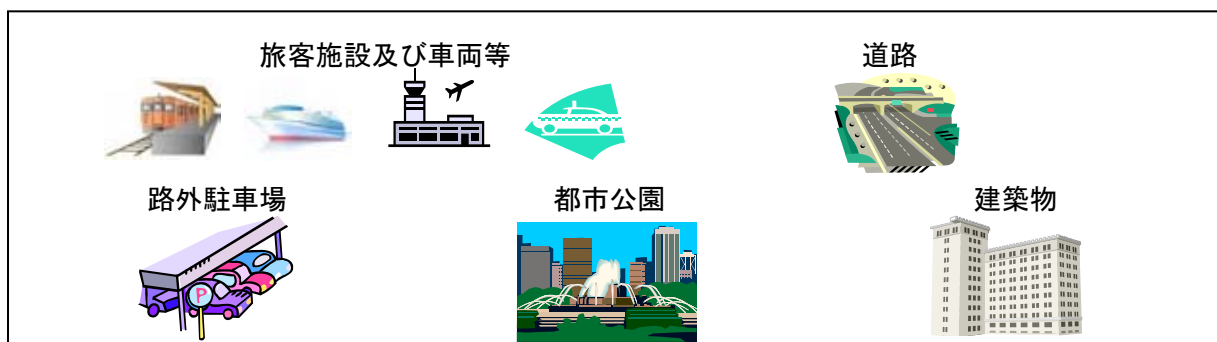 旅客施設及び車両等
道路
路外駐車場
都市公園
建築物
P